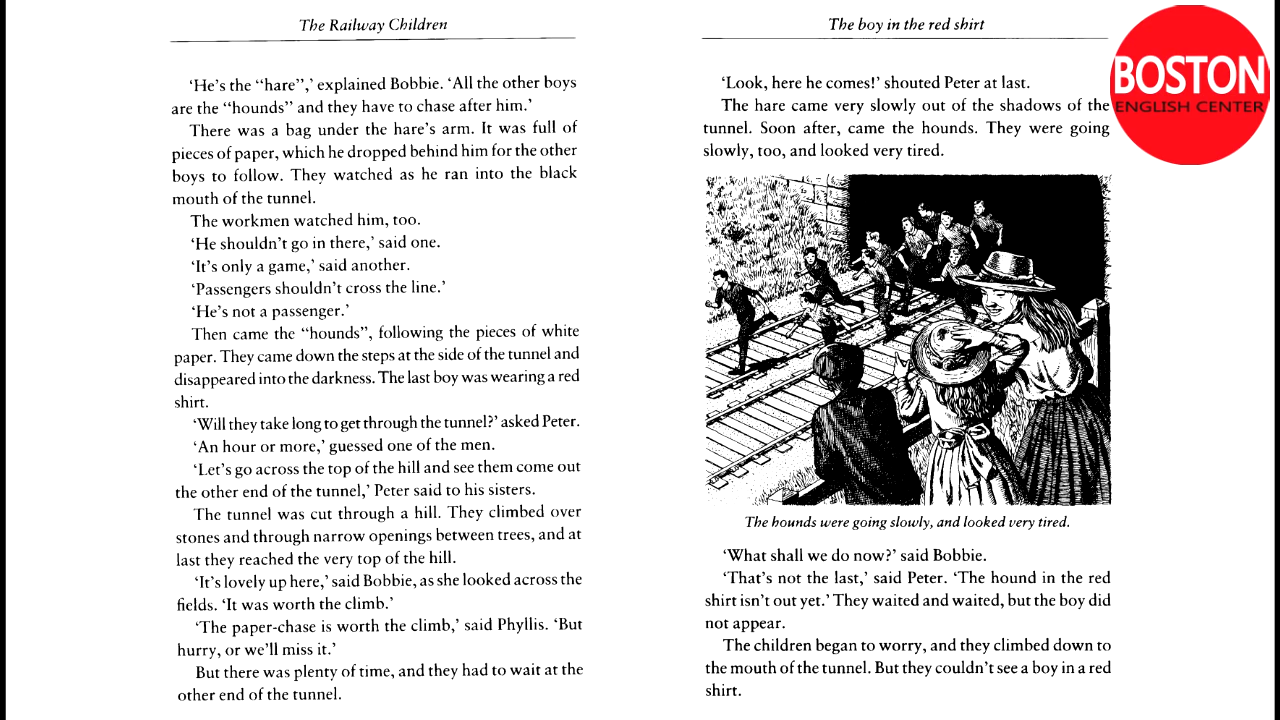 The Railway Children
‘He's the “hare”,’ explained Bobbie. ‘All the other boys
are the “hounds” and they have to chase after him.’
There was a bag under the hare's arm. It was full of
pieces of paper, which he dropped behind him for the other
boys to follow. They watched as he ran into the black
mouth of the tunnel.
The workmen watched him, too.
‘He shouldn't go in there,’ said one.
‘It's only a game,’ said another.
‘Passengers shouldn't cross the line.’
‘He's not a passenger.’
Then came the “hounds”, following the pieces of white
paper. They came down the steps at the side of the tunnel and
disappeared into the darkness. The last boy was wearing a red
shirt.
‘Will they take long to get through the tunnel?’ asked Peter.
‘An hour or more,’ guessed one of the men.
‘Let's go across the top of the hill and see them come out
the other end of the tunnel,’ Peter said to his sisters.
The tunnel was cut through a hill. They climbed over
stones and through narrow openings between trees, and at
last they reached the very top of the hill.
‘It's lovely up here,’ said Bobbie, as she looked across the
fields. ‘It was worth the climb.’
‘The paper-chase is worth the climb,’ said Phyllis. ‘But
hurry, or we'll miss it.’
But there was plenty of time, and they had to wait at the
other end of the tunnel.
The boy in the red shirt
‘Look, here he comes!’ shouted Peter at last.
The hare came very slowly out of the shadows of the
tunnel. Soon after, came the hounds. They were going
slowly, too, and looked very tired.
The hounds were going slowly, and looked very tired.
‘What shall we do now?’ said Bobbie.
‘That's not the last,’ said Peter. ‘The hound in the red
shirt isn't out yet.’ They waited and waited, but the boy did
not appear.
The children began to worry, and they climbed down to
the mouth of the tunnel. But they couldn't see a boy in a red
shirt.
BOSTON
ENGLISH CENTER